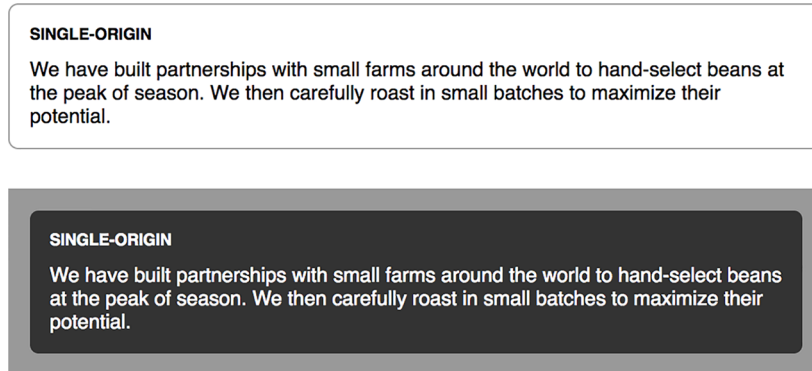 SINGLE-ORIGIN
We have built partnerships with small farms around the world to hand-select beans at
the peak of season. We then carefully roast in small batches to maximize their
potential.
SINGLE-ORIGIN
We have built partnerships with small farms around the world to hand-select beans
at the peak of season. We then carefully roast in small batches to maximize their
potential.